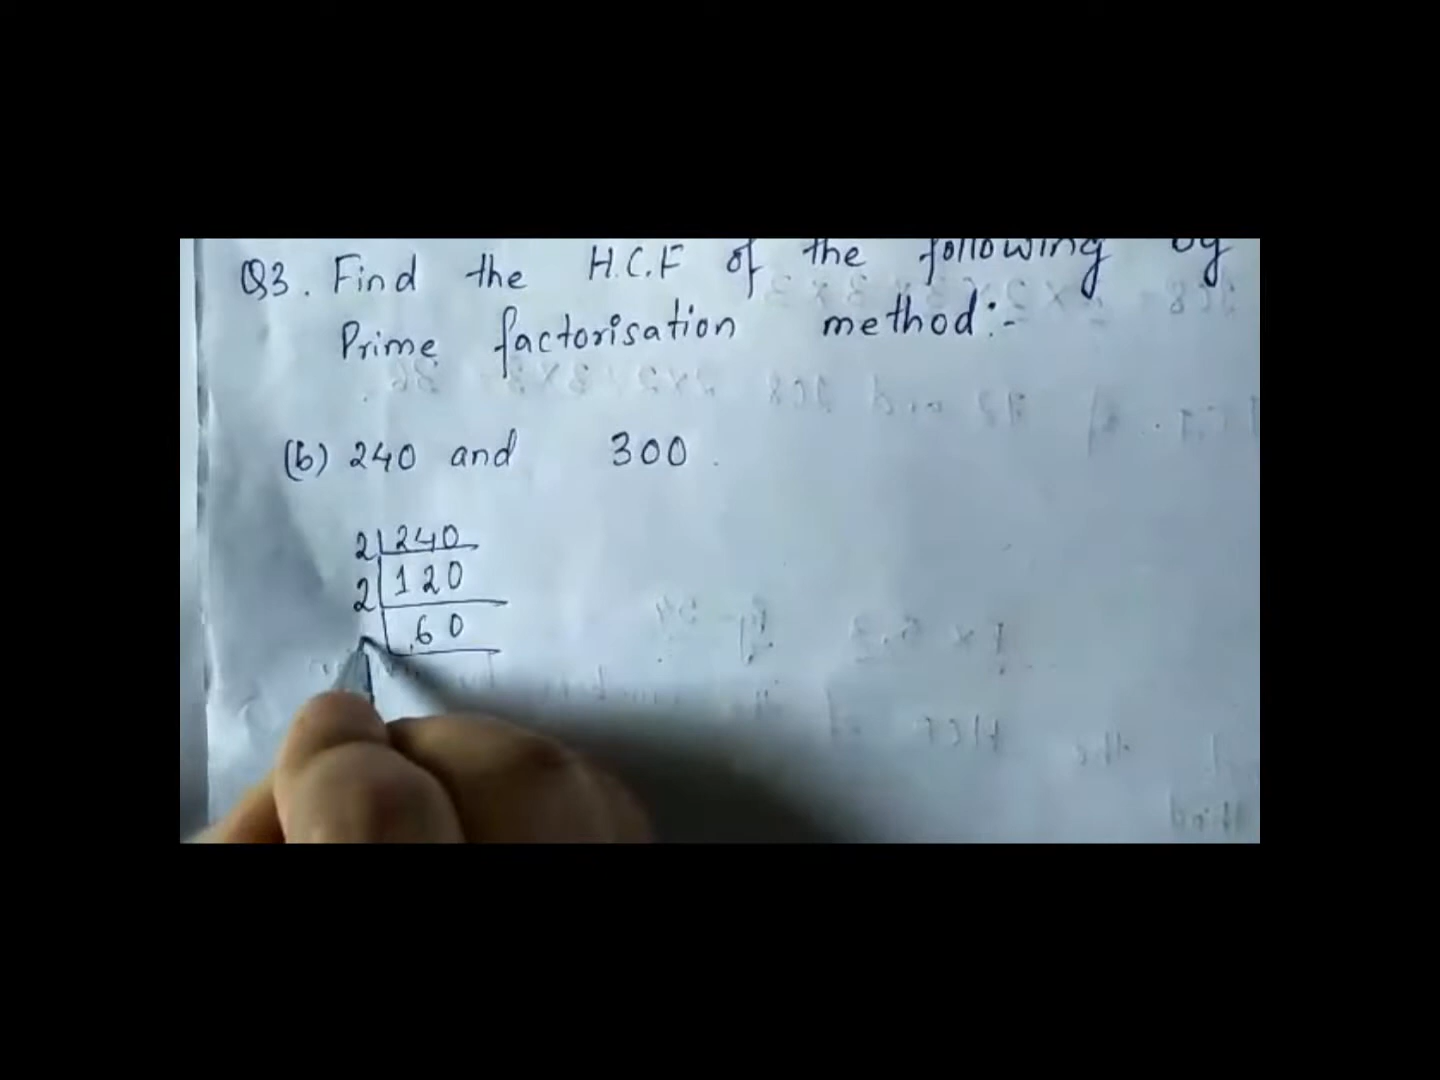 Q3. Find the H.C.F of the following by
Prime factorisation method:-
(b) 240 and 300.
2 240
2 120
60